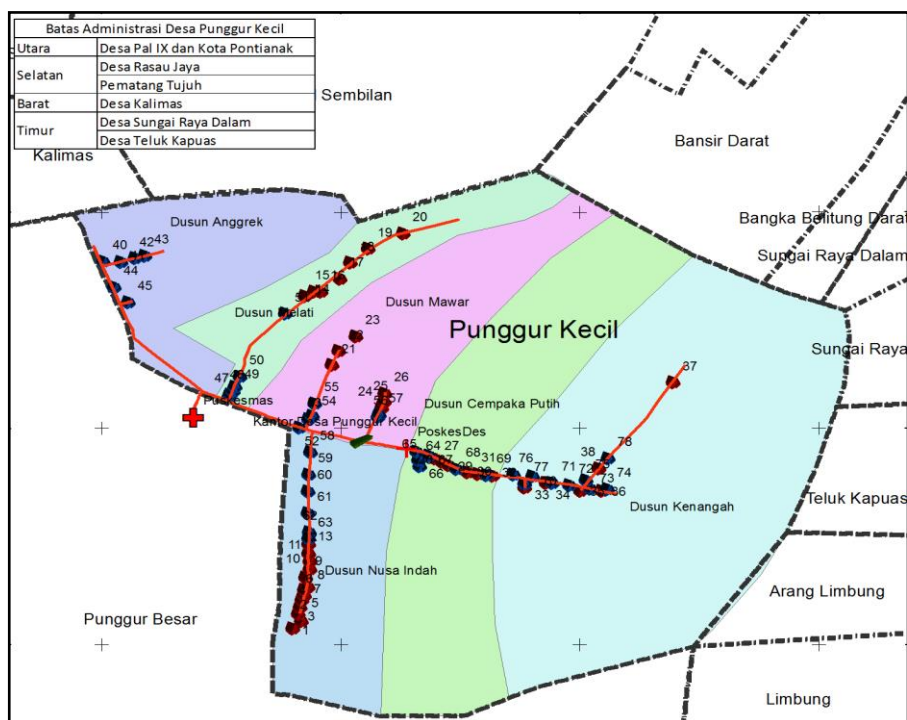 Batas Administrasi Desa Punggur Kecil
Utara Desa Pal IX dan Kota Pontianak
Selatan Desa Rasau Jaya
Pematang Tujuh
Barat Desa Kalimas
Timur Desa Sungai Raya Dalam
Desa Teluk Kapuas
Sembilan
Kalimas
Bansir Darat
Dusun Anggrek
20
19
Bangka Belitung Darat
40 42 43
44
Sungai Raya Dalam
45
Dusun Mawar
23
Punggur Kecil
21
Sungai Raya
50
49
47
37
26
25
24
57
55
54
Dusun Cempaka Putih
Kantor Desa Punggur Kecil
58
PoskesDes
52
65 64 27
59
66
68 31 69 76
77
38 78
60
61
33 34 71 72 73 74
36
Dusun Kenangah
Teluk Kapuas
63
13
11
10 9
Dusun Nusa Indah
8
7
5
3
1
Arang Limbung
Punggur Besar
Limbung